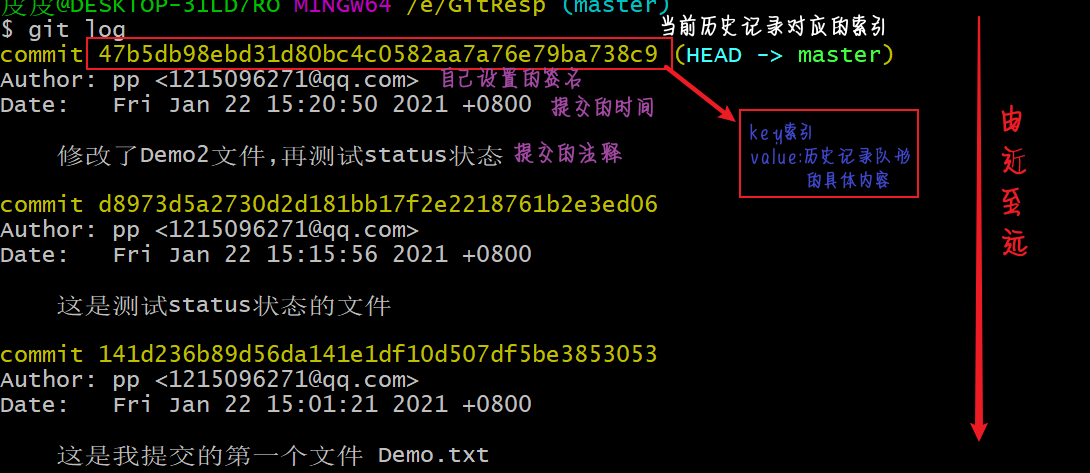 皮皮@DESKTOP-31LD7RO MINGW64 /e/GitResp (master)
$ git log
当前历史记录对应的索引
commit 47b5db98ebd31d80bc4c0582aa7a76e79ba738c9 (HEAD -> master)
Author: pp <1215096271@qq.com> 自己设置的签名
Date:   Fri Jan 22 15:20:50 2021 +0800 提交的时间
key索引
value:历史记录队形
的具体内容
修改了Demo2文件,再测试status状态 提交的注释
由近至远
commit d8973d5a2730d2d181bb17f2e2218761b2e3ed06
Author: pp <1215096271@qq.com>
Date:   Fri Jan 22 15:15:56 2021 +0800
这是测试status状态的文件
commit 141d236b89d56da141e1df10d507df5be3853053
Author: pp <1215096271@qq.com>
Date:   Fri Jan 22 15:01:21 2021 +0800
这是我提交的第一个文件 Demo.txt